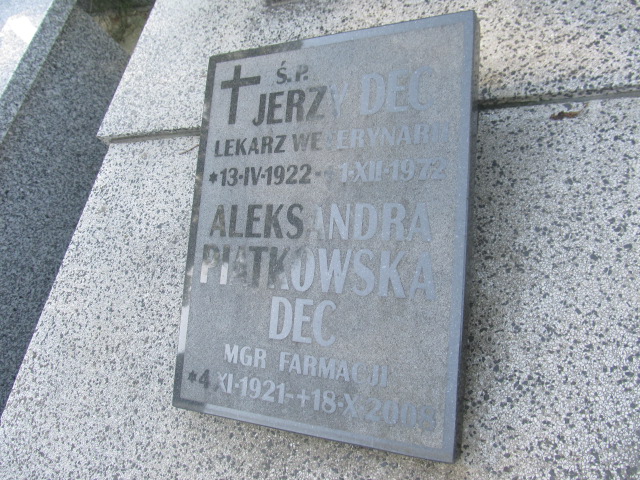 Ś.P.
JERZY DEC
LEKARZ WETERYNARII
*13·IV·1922-+1·XII·1972
ALEKSANDRA
PIĄTKOWSKA
DEC
MGR FARMACJI
*4·XI·1921-+18·X·2008